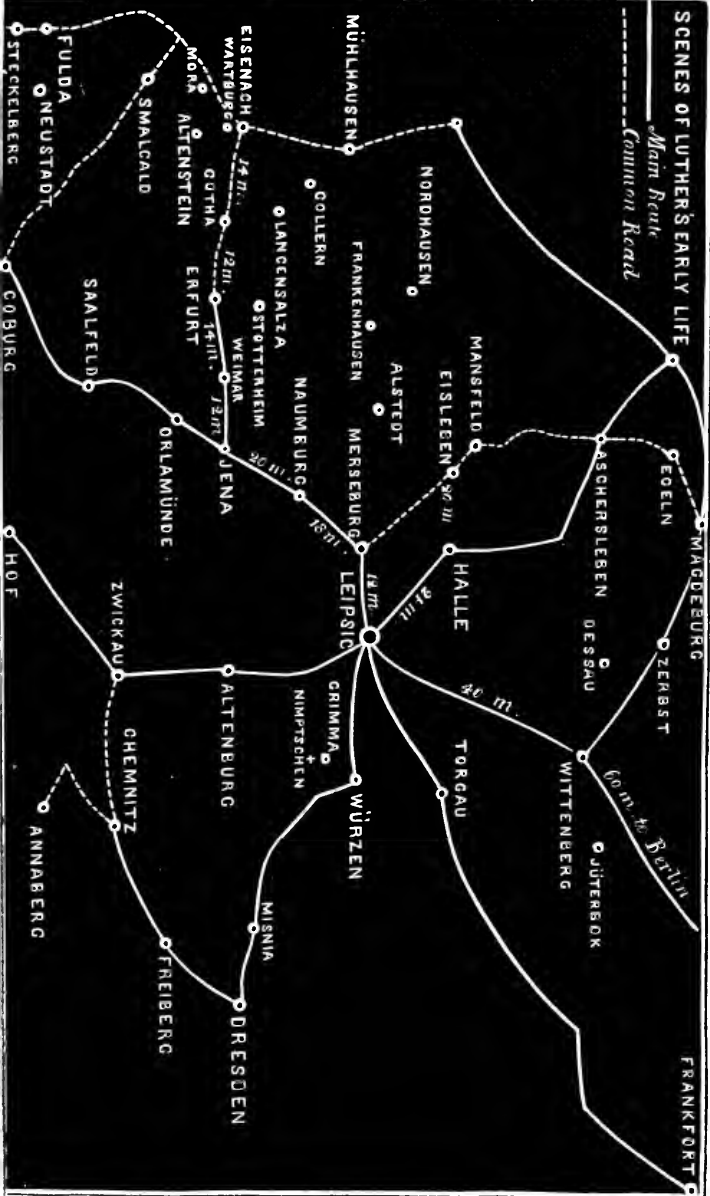 SCENES OF LUTHER'S EARLY LIFE
Main Route
Common Road
FRANKFORT
MAGDEBURG
EGELN
ZERBST
60 m. to Berlin
ASCHERSLEBEN
DESSAU
WITTENBERG
JÜTERBOK
NORDHAUSEN
MANSFELD
EISLEBEN
HALLE
40 m.
TORGAU
MÜHLHAUSEN
COLLERN
FRANKENHAUSEN
ALSTEDT
MERSEBURG
LEIPSIC
WÜRZEN
LANCENSALZA
STOTTERHEIM
NAUMBURG
18 m.
GRIMMA
NIMPTSCHEN
EISENACH
WARTBURG
14 m.
GOTHA
12 m.
ERFURT
14 m.
WEIMAR
12 m
JENA
20 m.
MORA
ALTENSTEIN
ORLAMÜNDE
ALTENBURG
MISNIA
DRESDEN
SMALCALD
SAALFELD
ZWICKAU
CHEMNITZ
FREIBERG
FULDA
NEUSTADT
STECKELBERG
COBURG
HOF
ANNABERG